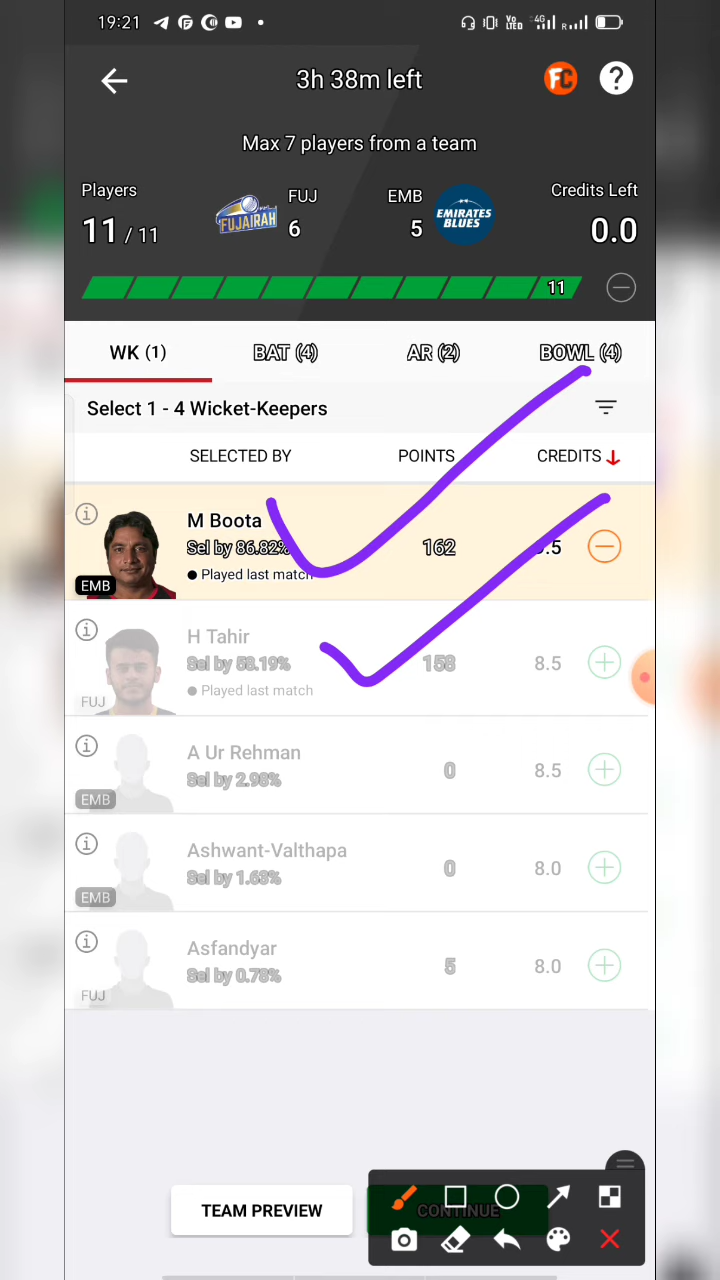 19:21
Vo LTED 4G R
3h 38m left
FC ?
Max 7 players from a team
Players
FUJ
EMB
Credits Left
FUJAIRAH
EMIRATES BLUES
11 / 11
6
5
0.0
11
WK (1) BAT (4) AR (2) BOWL (4)
Select 1 - 4 Wicket-Keepers
SELECTED BY POINTS CREDITS
M Boota
Sel by 86.82% 162 .5
Played last match
EMB
H Tahir
Sel by 58.19% 158 8.5
Played last match
FUJ
A Ur Rehman
Sel by 2.98% 0 8.5
EMB
Ashwant-Valthapa
Sel by 1.63% 0 8.0
EMB
Asfandyar
Sel by 0.78% 5 8.0
FUJ
TEAM PREVIEW CONTINUE